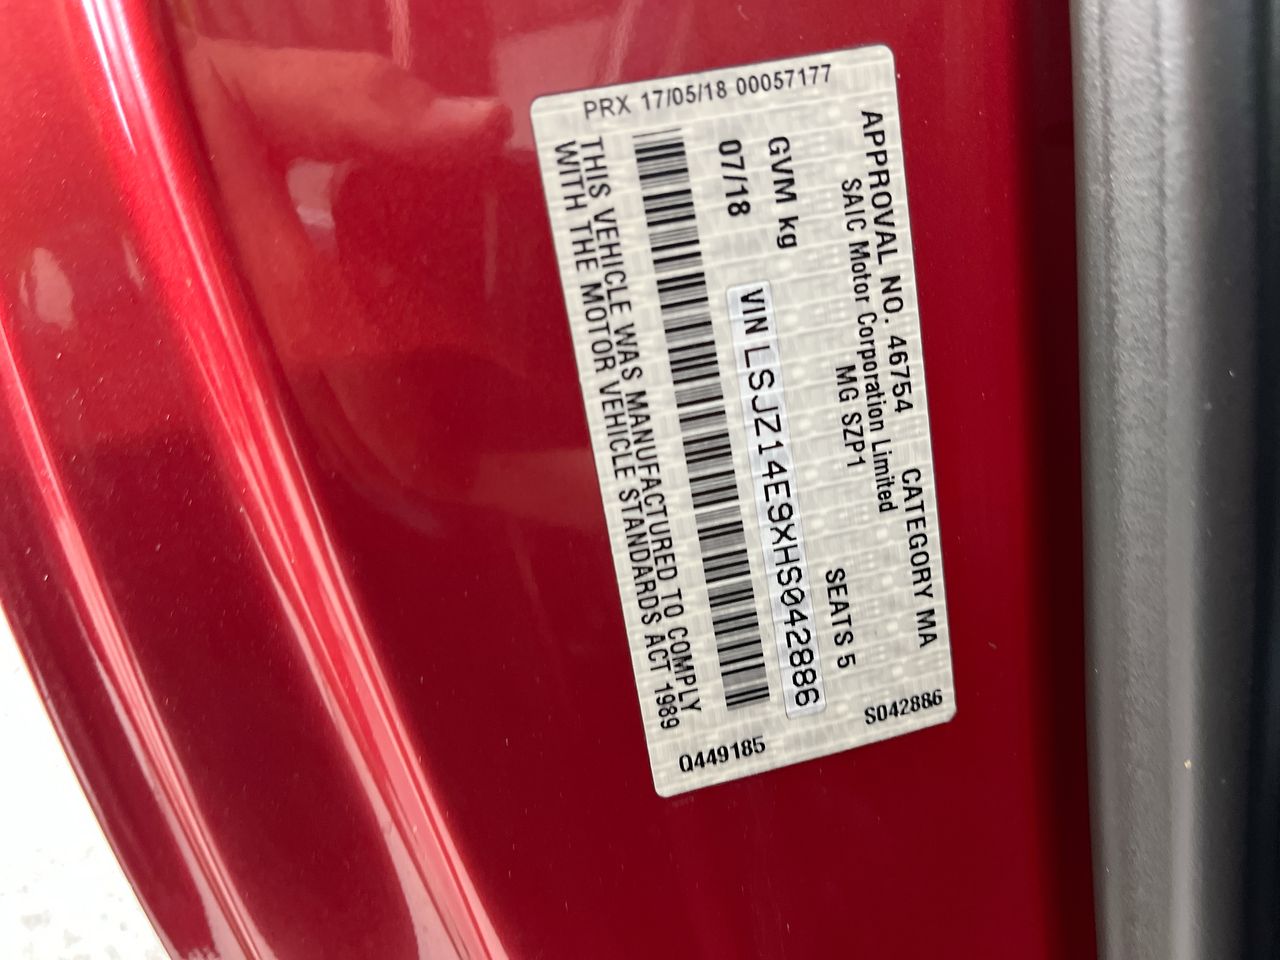 APPROVAL NO. 46754 CATEGORY MA
SAIC Motor Corporation Limited
MG SZP1
GVM kg SEATS 5
07/18 VIN LSJZ14E9XHS042886
THIS VEHICLE WAS MANUFACTURED TO COMPLY
WITH THE MOTOR VEHICLE STANDARDS ACT 1989
PRX 17/05/18 00057177
Q449185 S042886